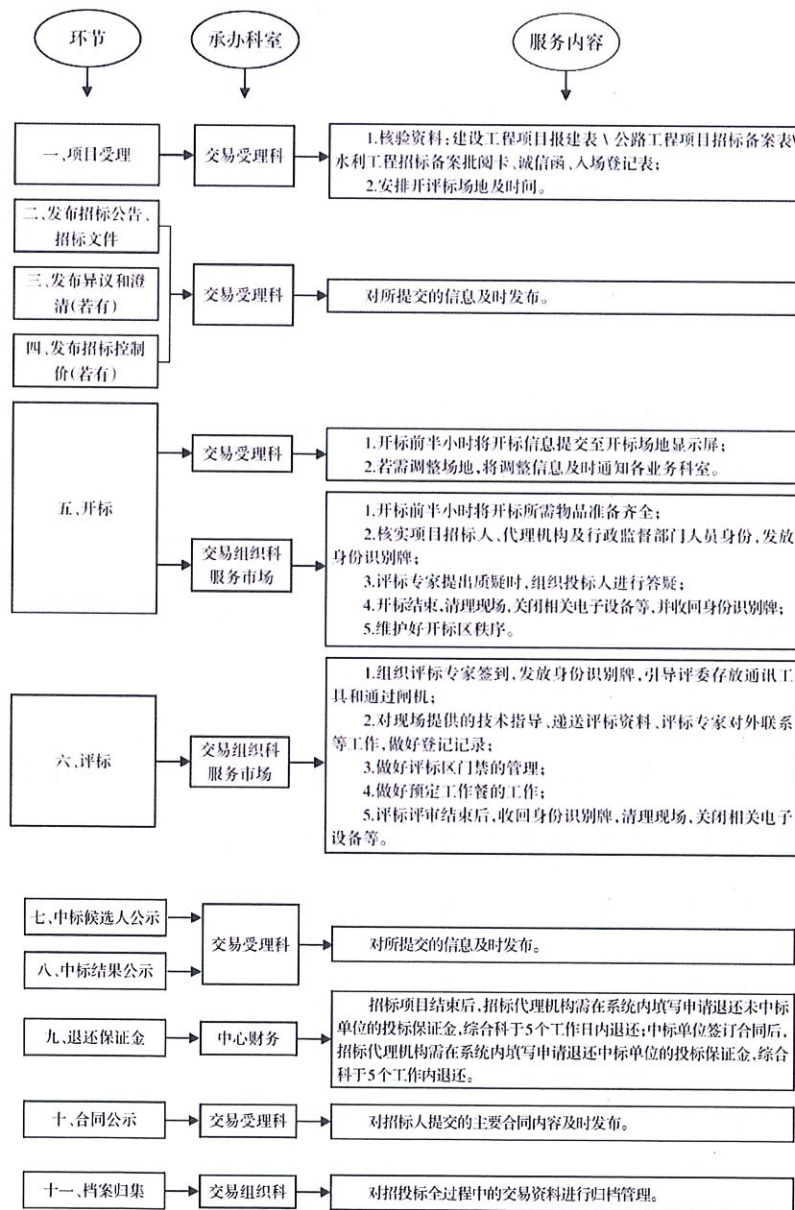 环节
承办科室
服务内容
一、项目受理
交易受理科
1.核验资料：建设工程项目报建表\公路工程项目招标备案表\
水利工程招标备案批阅卡、诚信函、入场登记表；
2.安排开评标场地及时间。
二、发布招标公告、
招标文件
三、发布异议和澄
清(若有)
四、发布招标控制
价(若有)
交易受理科
对所提交的信息及时发布。
五、开标
交易受理科
1.开标前半小时将开标信息提交至开标场地显示屏；
2.若需调整场地，将调整信息及时通知各业务科室。
交易组织科
服务市场
1.开标前半小时将开标所需物品准备齐全；
2.核实项目招标人、代理机构及行政监督部门人员身份，发放
身份识别牌；
3.评标专家提出质疑时，组织投标人进行答疑；
4.开标结束，清理现场，关闭相关电子设备等，并收回身份识别牌；
5.维护好开标区秩序。
六、评标
交易组织科
服务市场
1.组织评标专家签到，发放身份识别牌，引导评委存放通讯工
具和通过闸机；
2.对现场提供的技术指导、递送评标资料、评标专家对外联系
等工作，做好登记记录；
3.做好评标区门禁的管理；
4.做好预定工作餐的工作；
5.评标评审结束后，收回身份识别牌，清理现场，关闭相关电子
设备等。
七、中标候选人公示
八、中标结果公示
交易受理科
对所提交的信息及时发布。
九、退还保证金
中心财务
招标项目结束后，招标代理机构需在系统内填写申请退还未中标
单位的投标保证金，综合科于5个工作日内退还；中标单位签订合同后，
招标代理机构需在系统内填写申请退还中标单位的投标保证金，综合
科于5个工作内退还。
十、合同公示
交易受理科
对招标人提交的主要合同内容及时发布。
十一、档案归集
交易组织科
对招投标全过程中的交易资料进行归档管理。